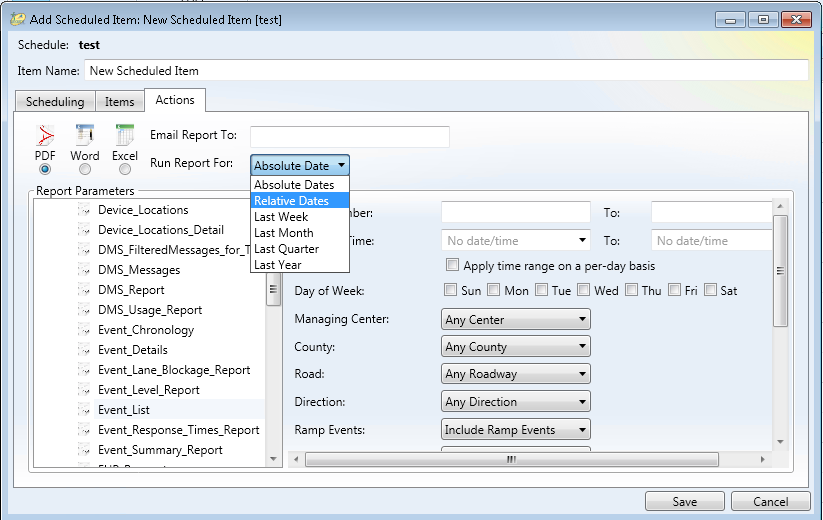 Add Scheduled Item: New Scheduled Item [test]
Schedule: test
Item Name: New Scheduled Item
Scheduling Items Actions
PDF Word Excel
Email Report To:
Run Report For: Absolute Date
Absolute Dates
Relative Dates
Last Week
Last Month
Last Quarter
Last Year
Report Parameters
Device_Locations
Device_Locations_Detail
DMS_FilteredMessages_for_T
DMS_Messages
DMS_Report
DMS_Usage_Report
Event_Chronology
Event_Details
Event_Lane_Blockage_Report
Event_Level_Report
Event_List
Event_Response_Times_Report
Event_Summary_Report
To:
Time: No date/time To: No date/time
Apply time range on a per-day basis
Day of Week: Sun Mon Tue Wed Thu Fri Sat
Managing Center: Any Center
County: Any County
Road: Any Roadway
Direction: Any Direction
Ramp Events: Include Ramp Events
Save Cancel